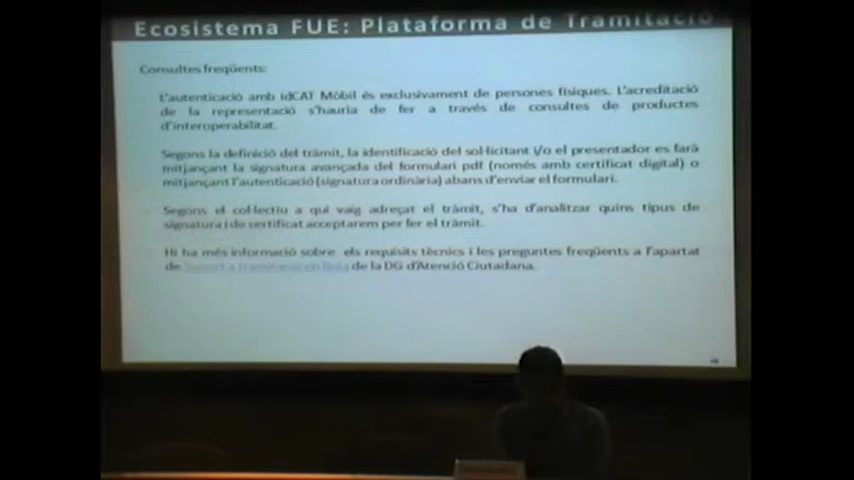 Ecosistema FUE: Plataforma de Tramitació
Consultes freqüents:
L'autenticació amb idCAT Mòbil és exclusivament de persones físiques. L'acreditació
de la representació s'hauria de fer a través de consultes de productes
d'interoperabilitat.
Segons la definició del tràmit, la identificació del sol·licitant i/o el presentador es farà
mitjançant la signatura avançada del formulari pdf (només amb certificat digital) o
mitjançant l'autenticació (signatura ordinària) abans d'enviar el formulari.
Segons el col·lectiu a qui vaig adreçat el tràmit, s'ha d'analitzar quins tipus de
signatura i de certificat acceptarem per fer el tràmit.
Hi ha més informació sobre els requisits tècnics i les preguntes freqüents a l'apartat
de Suport a tramitació en línia de la DG d'Atenció Ciutadana.